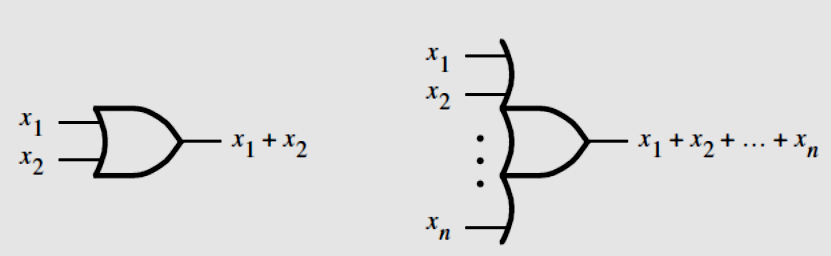 x₁
x₂
x₁ + x₂
x₁
x₂
xₙ
x₁ + x₂ + … + xₙ